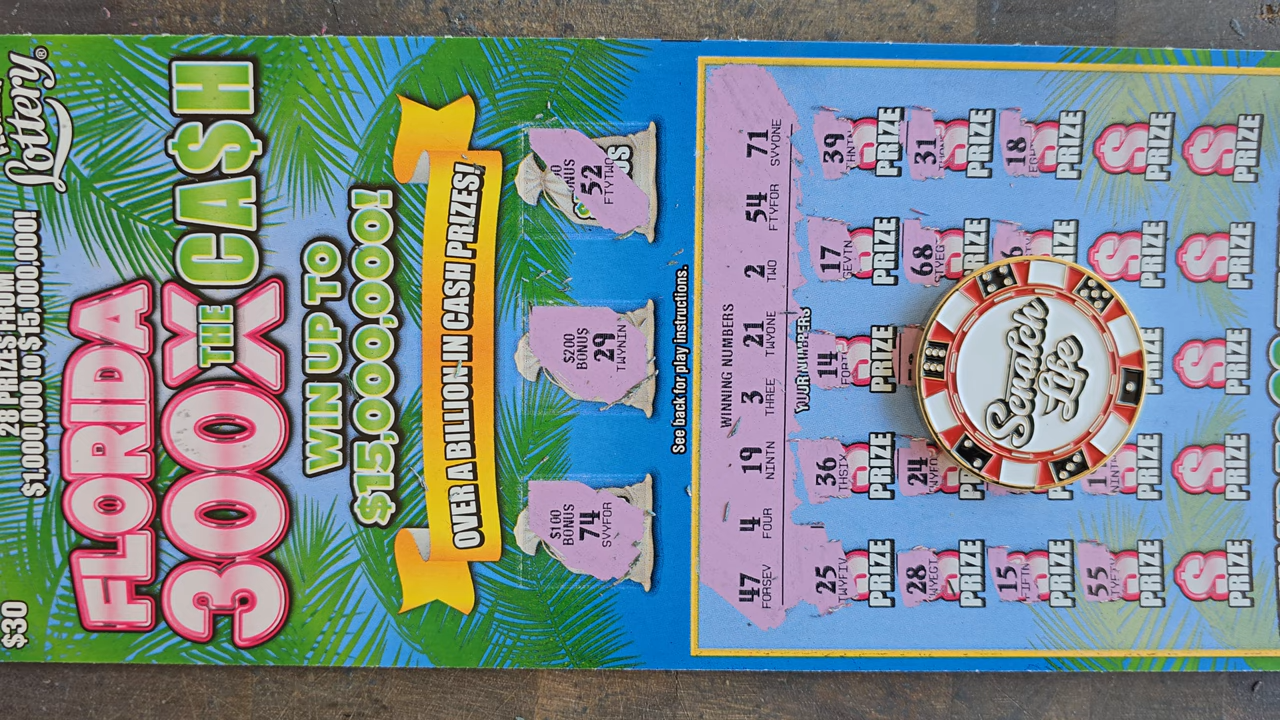 $30
28 PRIZES FROM
$1,000,000 to $15,000,000!
Lottery®
FLORIDA
300X THE CA$H
WIN UP TO
$15,000,000!
OVER A BILLION IN CASH PRIZES!
$100 $200
BONUS BONUS
74 29 52
SVYFOR TWYNIN FTYTWO
See back for play instructions.
WINNING NUMBERS
47 4 19 3 21 2 54 71
FORSEV FOUR NINTN THREE TWYONE TWO FTYFOR SVYONE
YOUR NUMBERS
25 36 14 17 39
PRIZE PRIZE PRIZE PRIZE PRIZE
28 24 68 31
PRIZE PRIZE PRIZE
15 18
PRIZE PRIZE PRIZE
55
PRIZE PRIZE PRIZE PRIZE
PRIZE PRIZE PRIZE PRIZE PRIZE
Scratch
Life